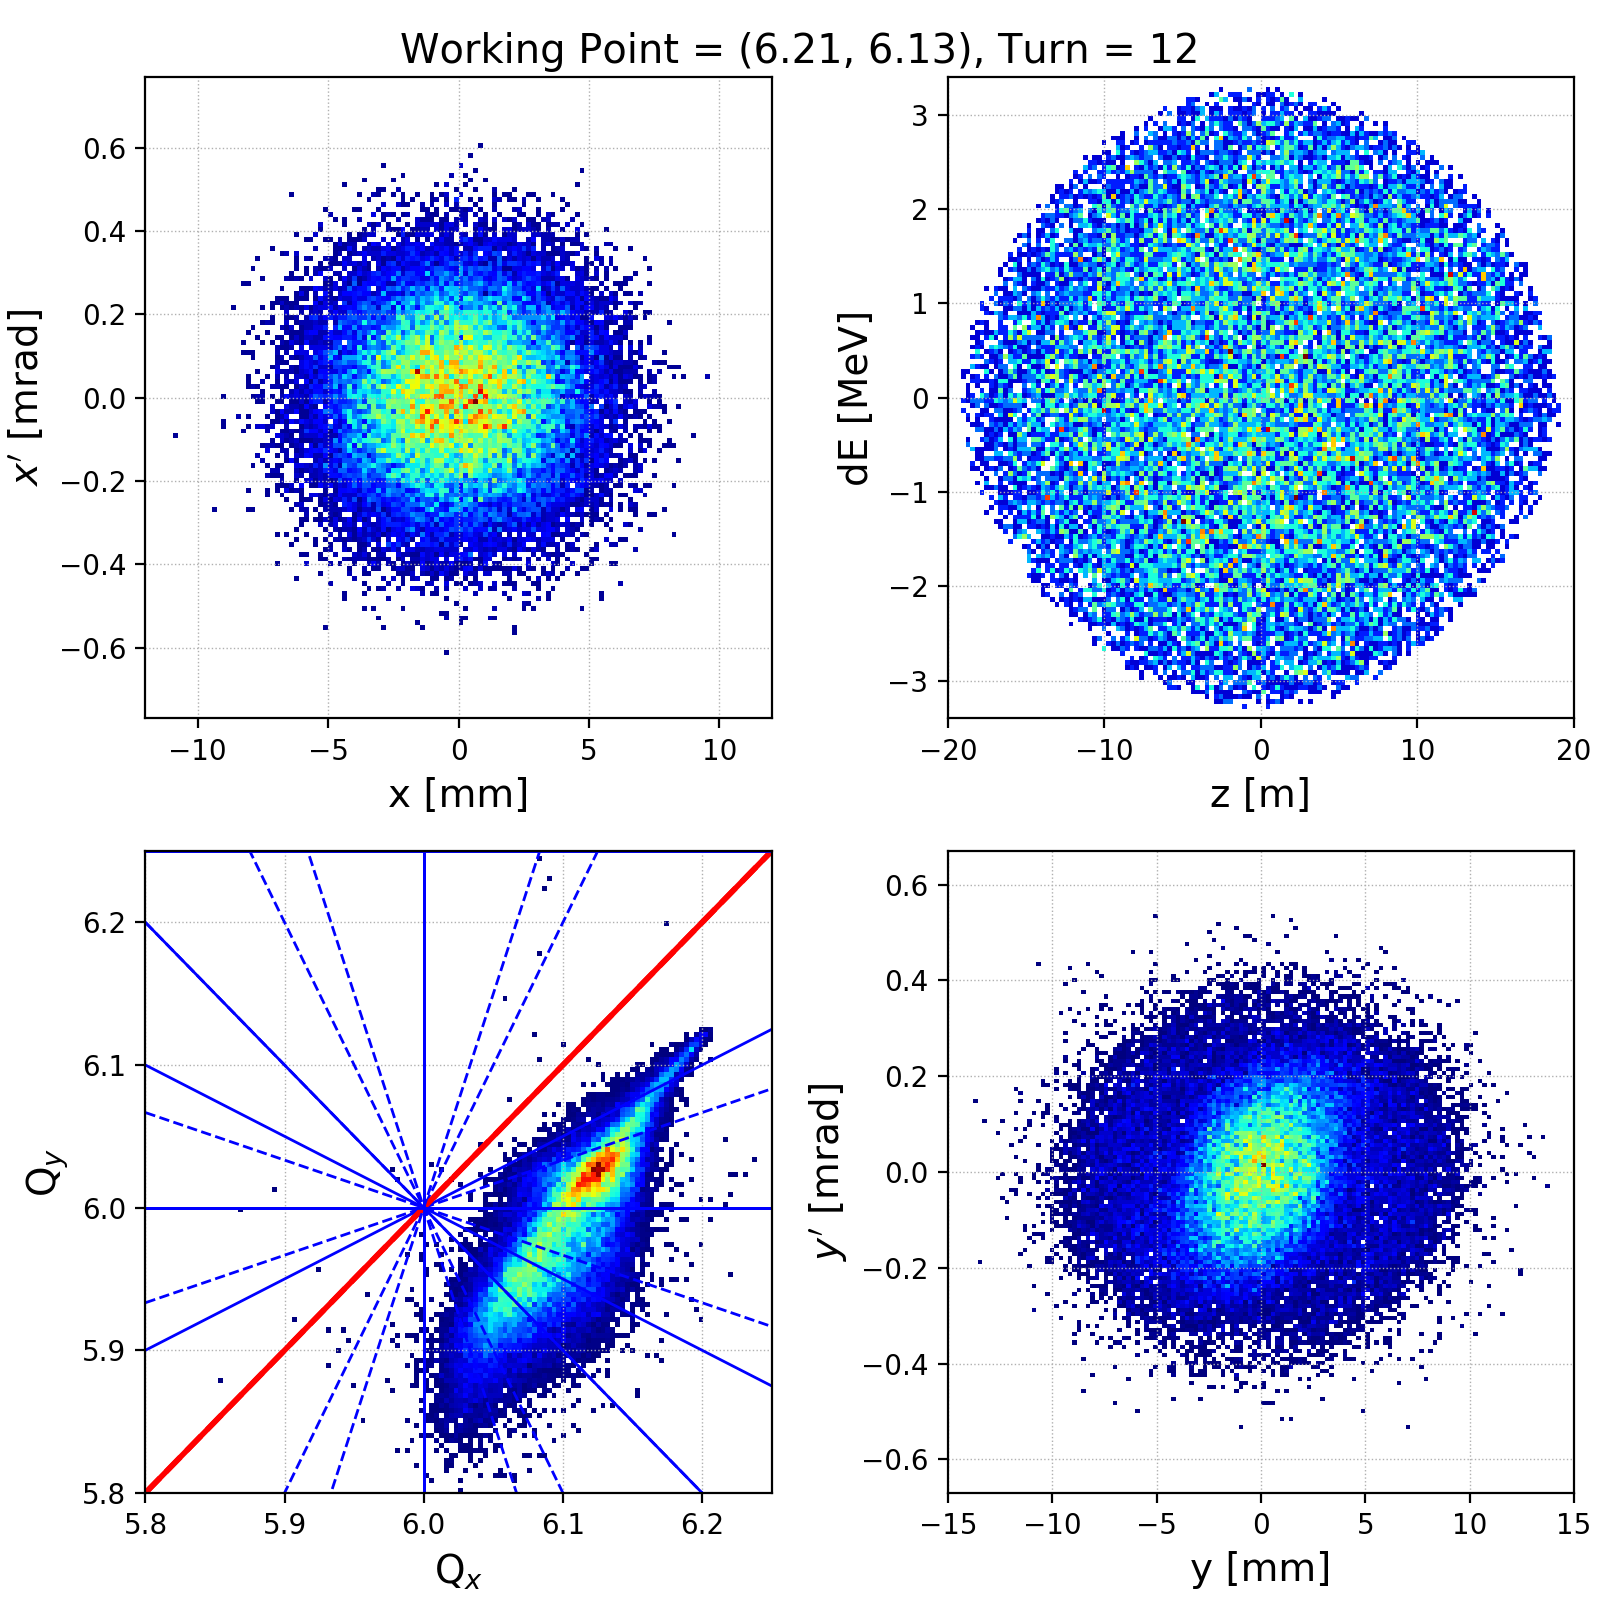 Working Point = (6.21, 6.13), Turn = 12
0.6
0.4
0.2
0.0
−0.2
−0.4
−0.6
x′ [mrad]
−10 −5 0 5 10
x [mm]
3
2
1
0
−1
−2
−3
dE [MeV]
−20 −10 0 10 20
z [m]
6.2
6.1
6.0
5.9
5.8
Qy
5.8 5.9 6.0 6.1 6.2
Qx
0.6
0.4
0.2
0.0
−0.2
−0.4
−0.6
y′ [mrad]
−15 −10 −5 0 5 10 15
y [mm]